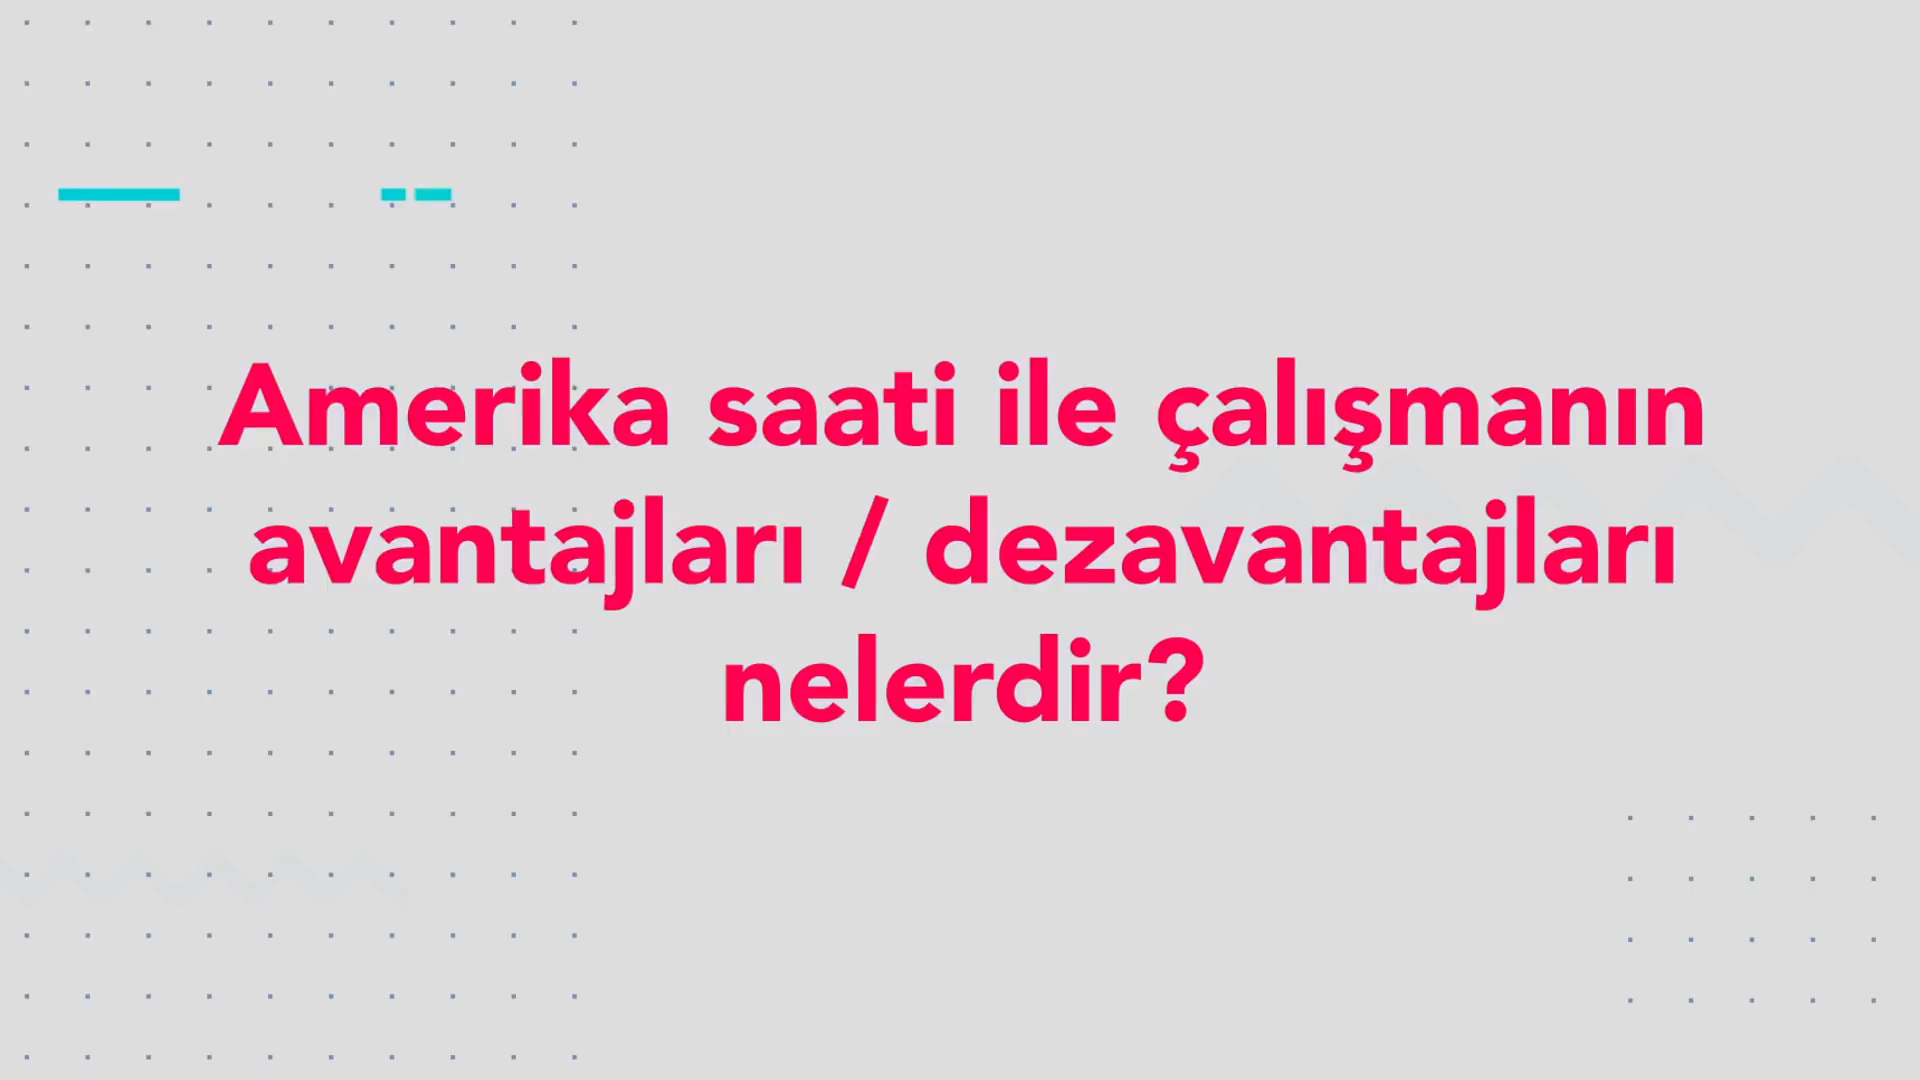 Amerika saati ile çalışmanın
avantajları / dezavantajları
nelerdir?